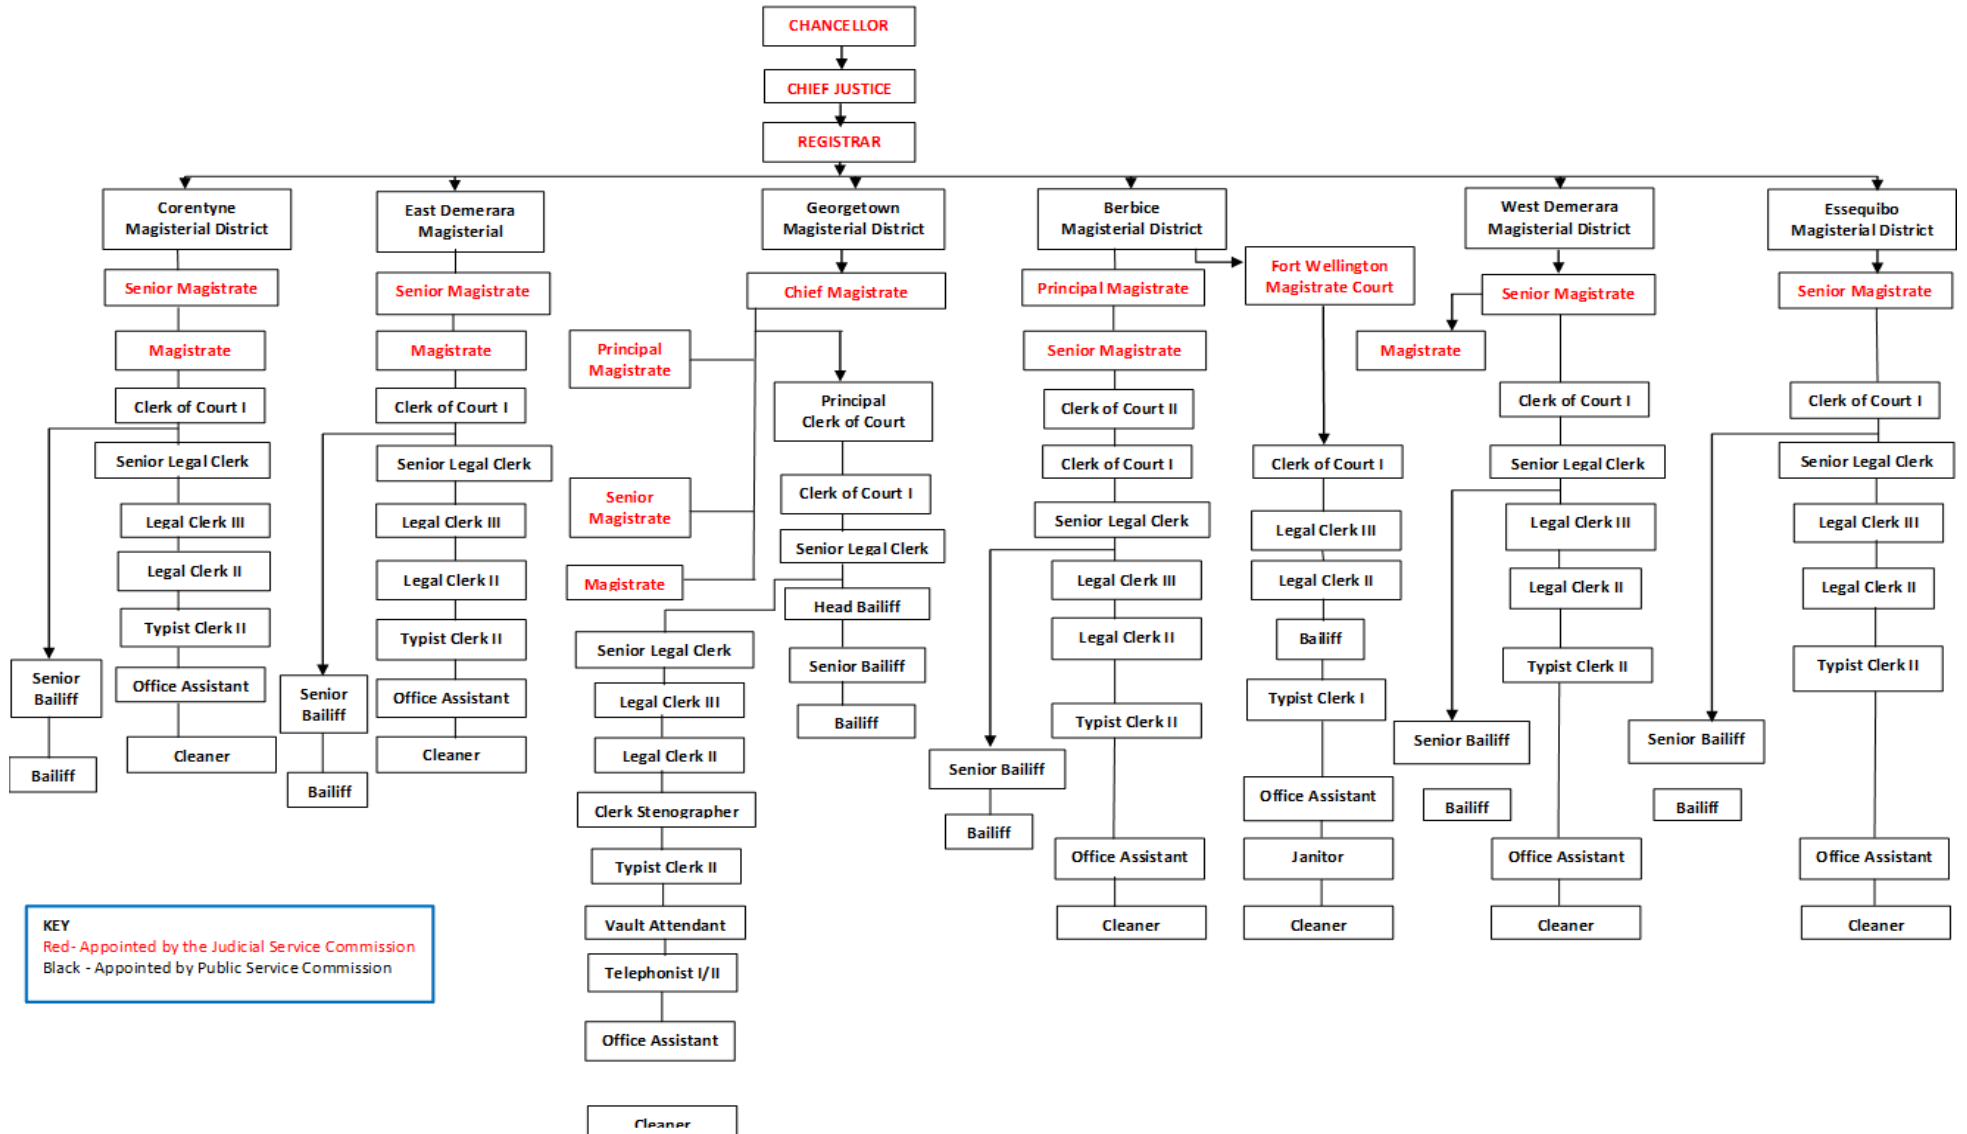 CHANCELLOR
CHIEF JUSTICE
REGISTRAR
Corentyne
Magisterial District
Senior Magistrate
Magistrate
Clerk of Court I
Senior Legal Clerk
Legal Clerk III
Legal Clerk II
Typist Clerk II
Office Assistant
Cleaner
Senior
Bailiff
Bailiff
East Demerara
Magisterial
Senior Magistrate
Magistrate
Clerk of Court I
Senior Legal Clerk
Legal Clerk III
Legal Clerk II
Typist Clerk II
Office Assistant
Cleaner
Senior
Bailiff
Bailiff
Georgetown
Magisterial District
Chief Magistrate
Principal
Magistrate
Senior
Magistrate
Magistrate
Principal
Clerk of Court
Clerk of Court I
Senior Legal Clerk
Head Bailiff
Senior Bailiff
Bailiff
Senior Legal Clerk
Legal Clerk III
Legal Clerk II
Clerk Stenographer
Typist Clerk II
Vault Attendant
Telephonist I/II
Office Assistant
Cleaner
Berbice
Magisterial District
Principal Magistrate
Senior Magistrate
Clerk of Court II
Clerk of Court I
Senior Legal Clerk
Legal Clerk III
Legal Clerk II
Typist Clerk II
Office Assistant
Cleaner
Senior Bailiff
Bailiff
Fort Wellington
Magistrate Court
Clerk of Court I
Legal Clerk III
Legal Clerk II
Bailiff
Typist Clerk I
Office Assistant
Janitor
Cleaner
West Demerara
Magisterial District
Senior Magistrate
Magistrate
Clerk of Court I
Senior Legal Clerk
Legal Clerk III
Legal Clerk II
Typist Clerk II
Senior Bailiff
Bailiff
Office Assistant
Cleaner
Essequibo
Magisterial District
Senior Magistrate
Clerk of Court I
Senior Legal Clerk
Legal Clerk III
Legal Clerk II
Typist Clerk II
Senior Bailiff
Bailiff
Office Assistant
Cleaner
KEY
Red- Appointed by the Judicial Service Commission
Black - Appointed by Public Service Commission